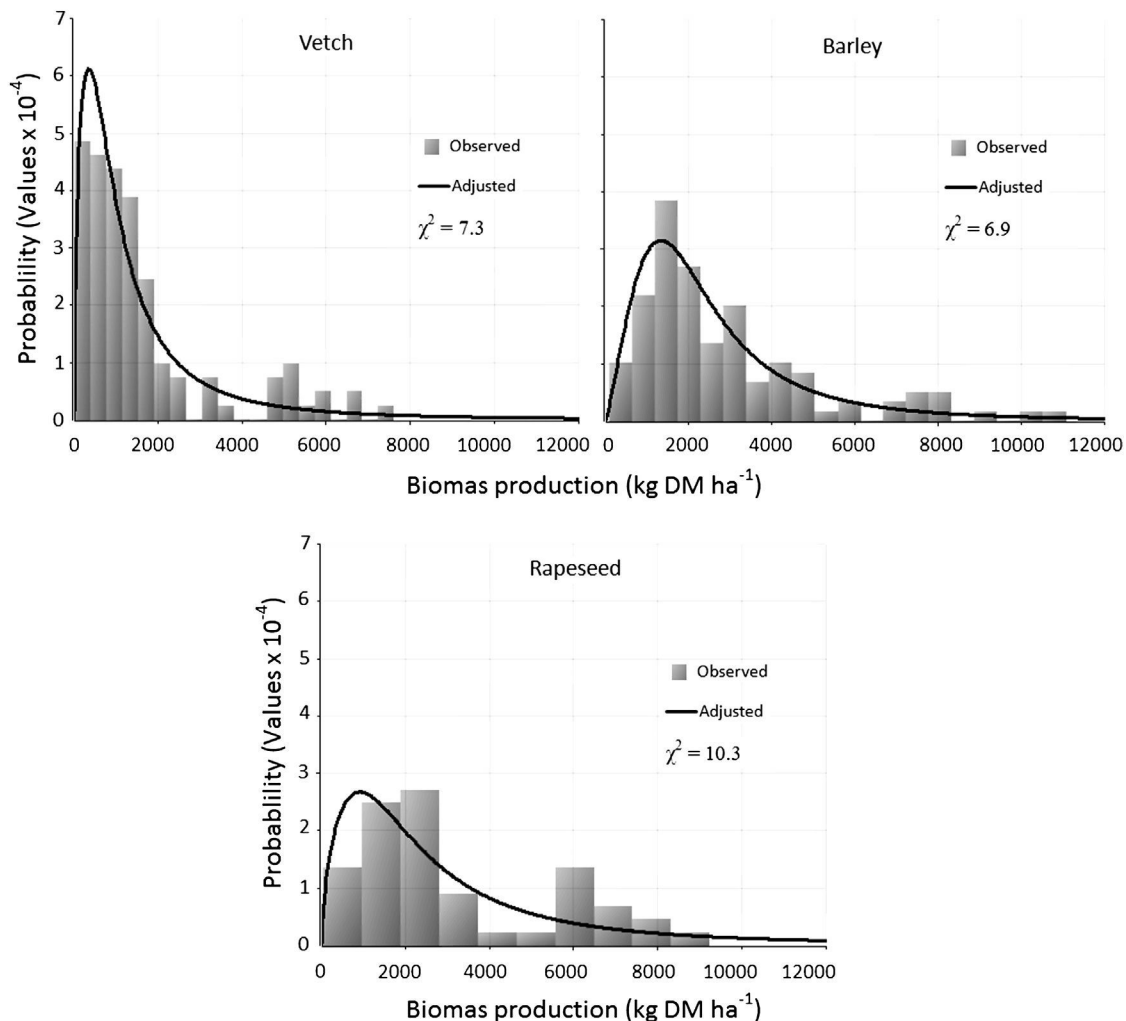 Vetch
Probablility (Values x 10⁻⁴)
7
6
5
4
3
2
1
0
Observed
Adjusted
χ² = 7.3
0 2000 4000 6000 8000 10000 12000
Barley
Observed
Adjusted
χ² = 6.9
0 2000 4000 6000 8000 10000 12000
Biomas production (kg DM ha⁻¹)
Rapeseed
Probablility (Values x 10⁻⁴)
7
6
5
4
3
2
1
0
Observed
Adjusted
χ² = 10.3
0 2000 4000 6000 8000 10000 12000
Biomas production (kg DM ha⁻¹)